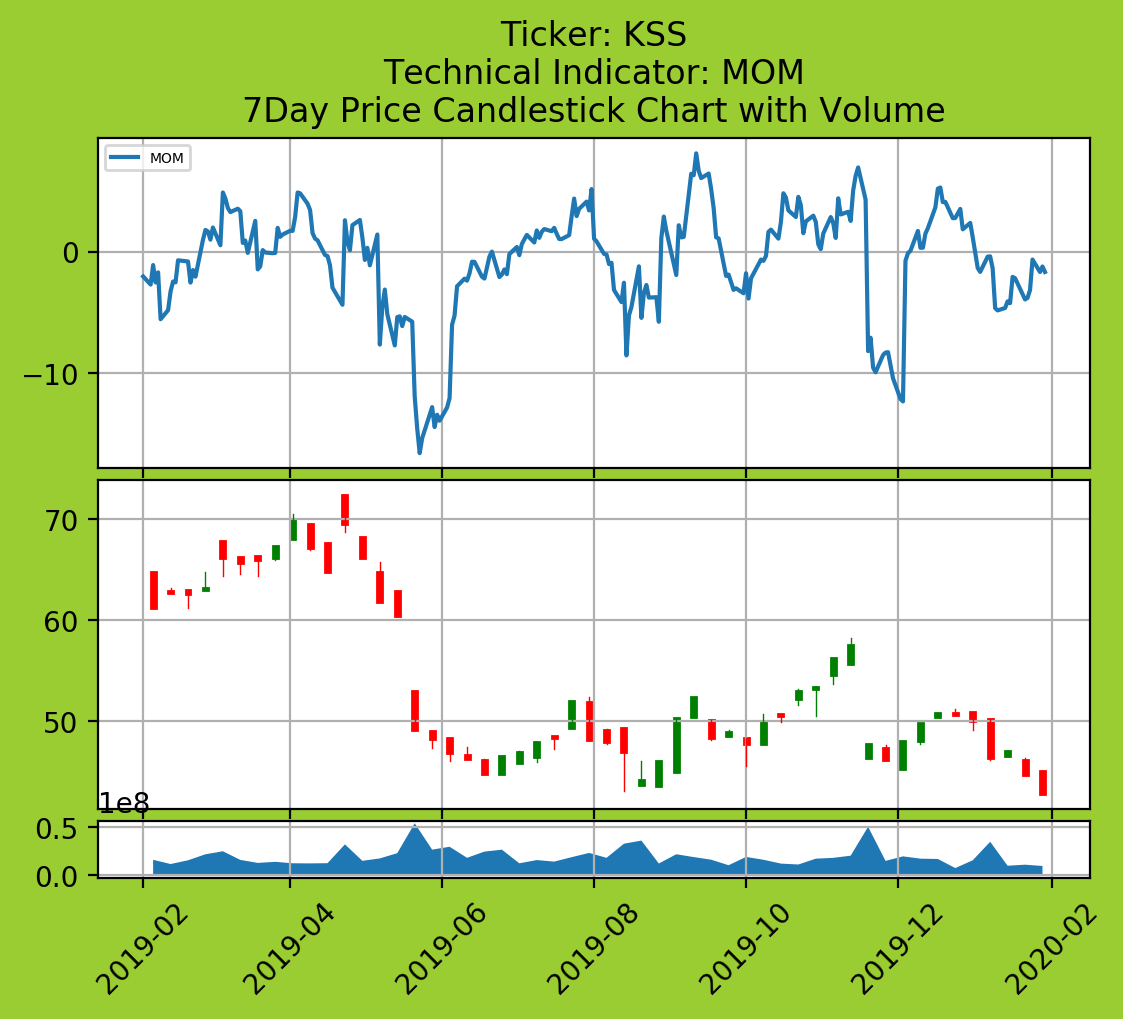 Ticker: KSS
Technical Indicator: MOM
7Day Price Candlestick Chart with Volume
MOM
0
−10
70
60
50
1e8
0.5
0.0
2019-02
2019-04
2019-06
2019-08
2019-10
2019-12
2020-02